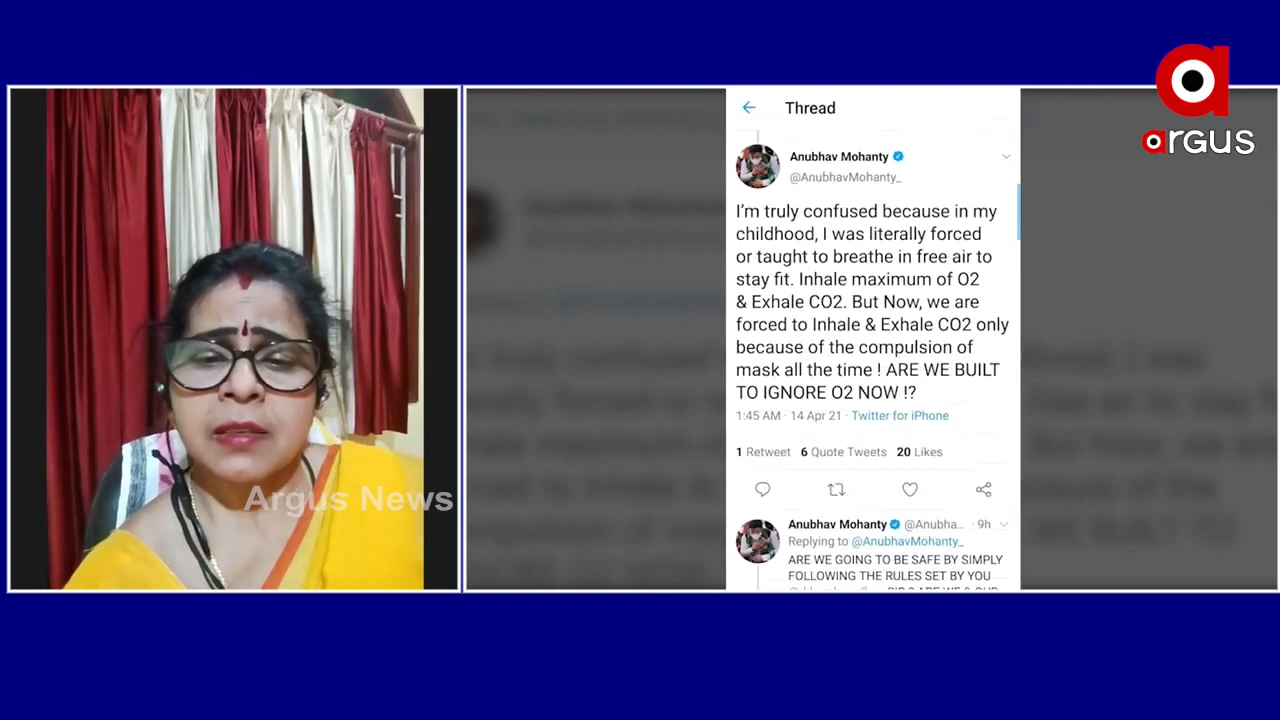 argus
Argus News
Thread
Anubhav Mohanty
@AnubhavMohanty_
I'm truly confused because in my
childhood, I was literally forced
or taught to breathe in free air to
stay fit. Inhale maximum of O2
& Exhale CO2. But Now, we are
forced to Inhale & Exhale CO2 only
because of the compulsion of
mask all the time ! ARE WE BUILT
TO IGNORE O2 NOW !?
1:45 AM · 14 Apr 21 · Twitter for iPhone
1 Retweet 6 Quote Tweets 20 Likes
Anubhav Mohanty @Anubha... · 9h
Replying to @AnubhavMohanty_
ARE WE GOING TO BE SAFE BY SIMPLY
FOLLOWING THE RULES SET BY YOU